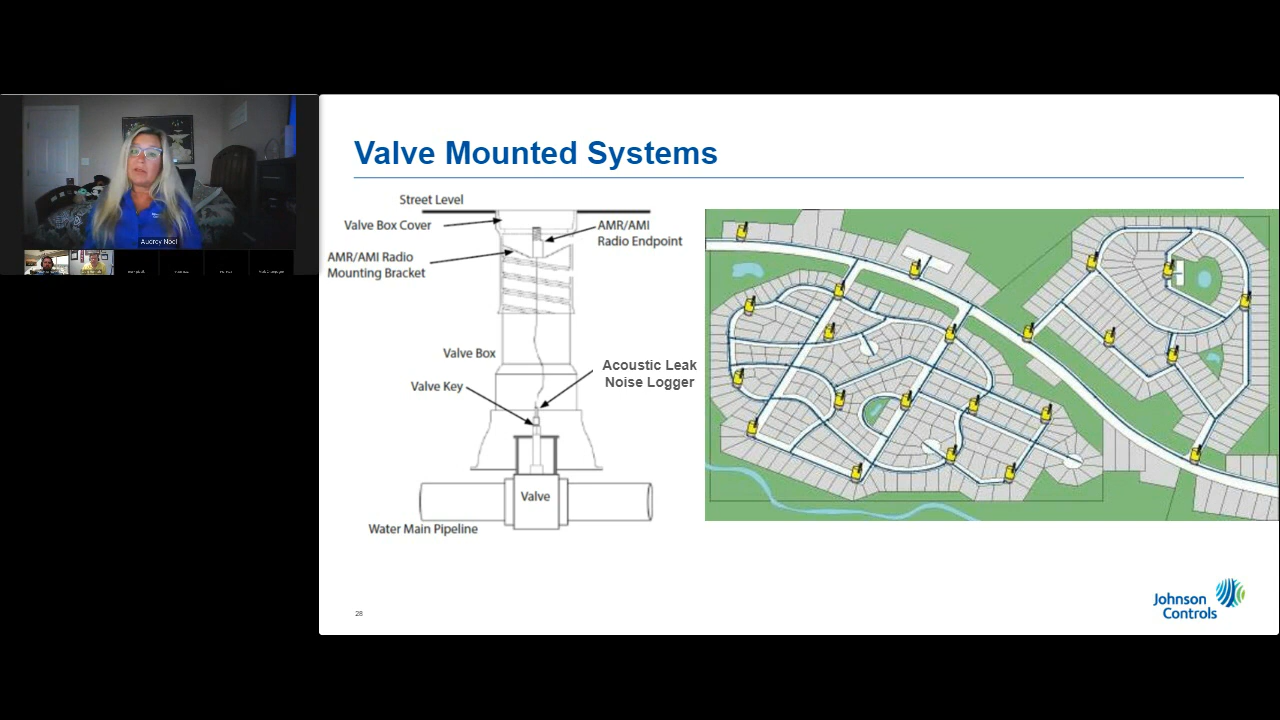 Valve Mounted Systems
Street Level
Valve Box Cover
AMR/AMI
Radio Endpoint
AMR/AMI Radio
Mounting Bracket
Valve Box
Acoustic Leak
Noise Logger
Valve Key
Valve
Water Main Pipeline
28
Johnson
Controls
Audrey Noel